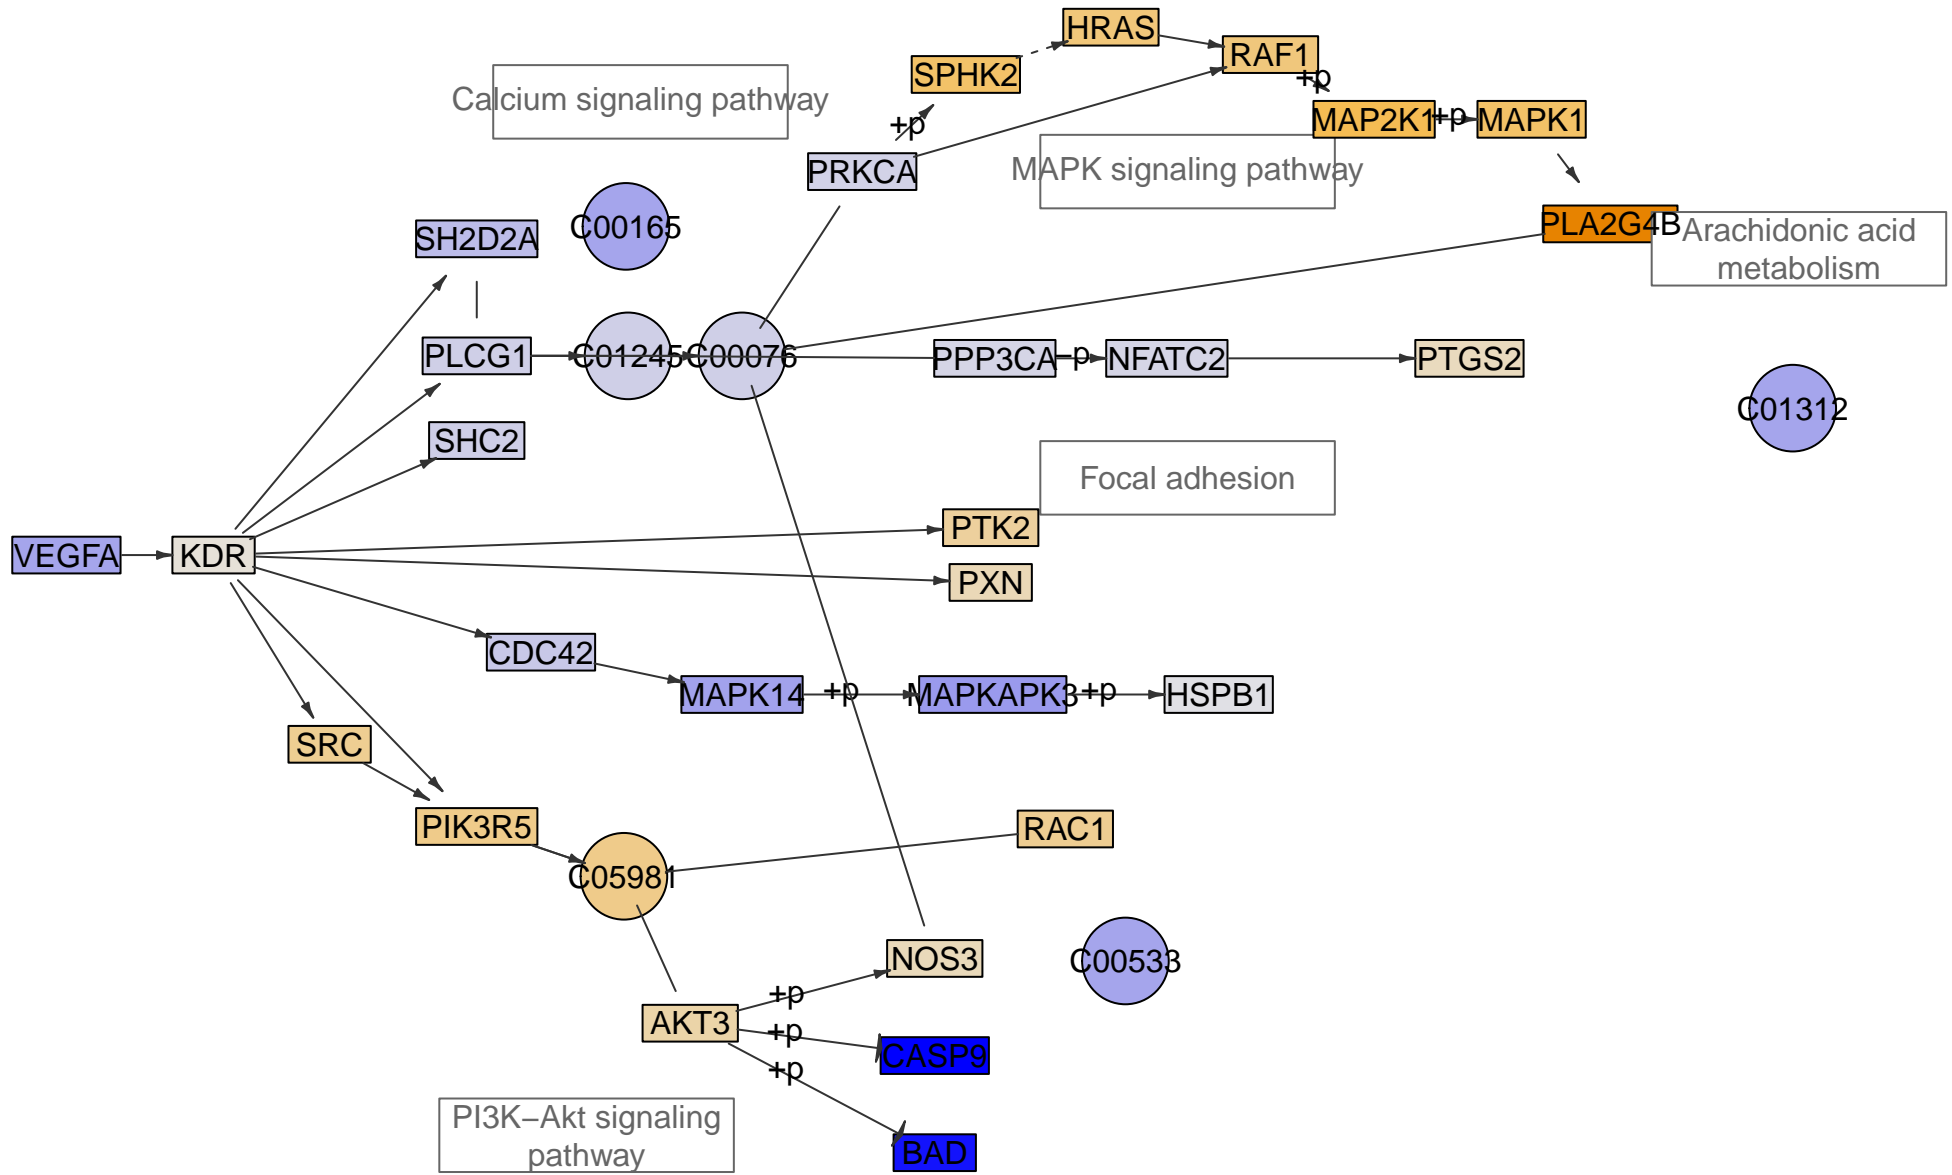 HRAS
RAF1
SPHK2
+p
Calcium signaling pathway
+p
MAP2K1
+p
MAPK1
PRKCA
MAPK signaling pathway
C00165
SH2D2A
PLA2G4B
Arachidonic acid
metabolism
PLCG1
C01245
C00076
PPP3CA
−p
NFATC2
PTGS2
C01312
SHC2
Focal adhesion
PTK2
VEGFA
KDR
PXN
CDC42
MAPK14
+p
MAPKAPK3
+p
HSPB1
SRC
PIK3R5
RAC1
C05981
NOS3
C00533
+p
AKT3
+p
CASP9
+p
PI3K−Akt signaling
pathway
BAD